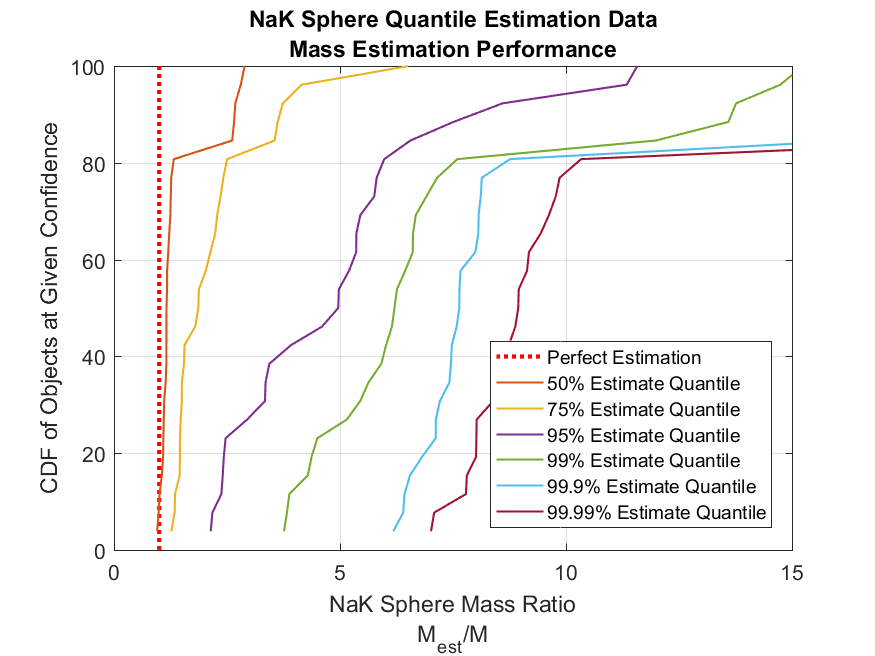 NaK Sphere Quantile Estimation Data
Mass Estimation Performance
CDF of Objects at Given Confidence
100
80
60
40
20
0
0 5 10 15
Perfect Estimation
50% Estimate Quantile
75% Estimate Quantile
95% Estimate Quantile
99% Estimate Quantile
99.9% Estimate Quantile
99.99% Estimate Quantile
NaK Sphere Mass Ratio
M_est/M